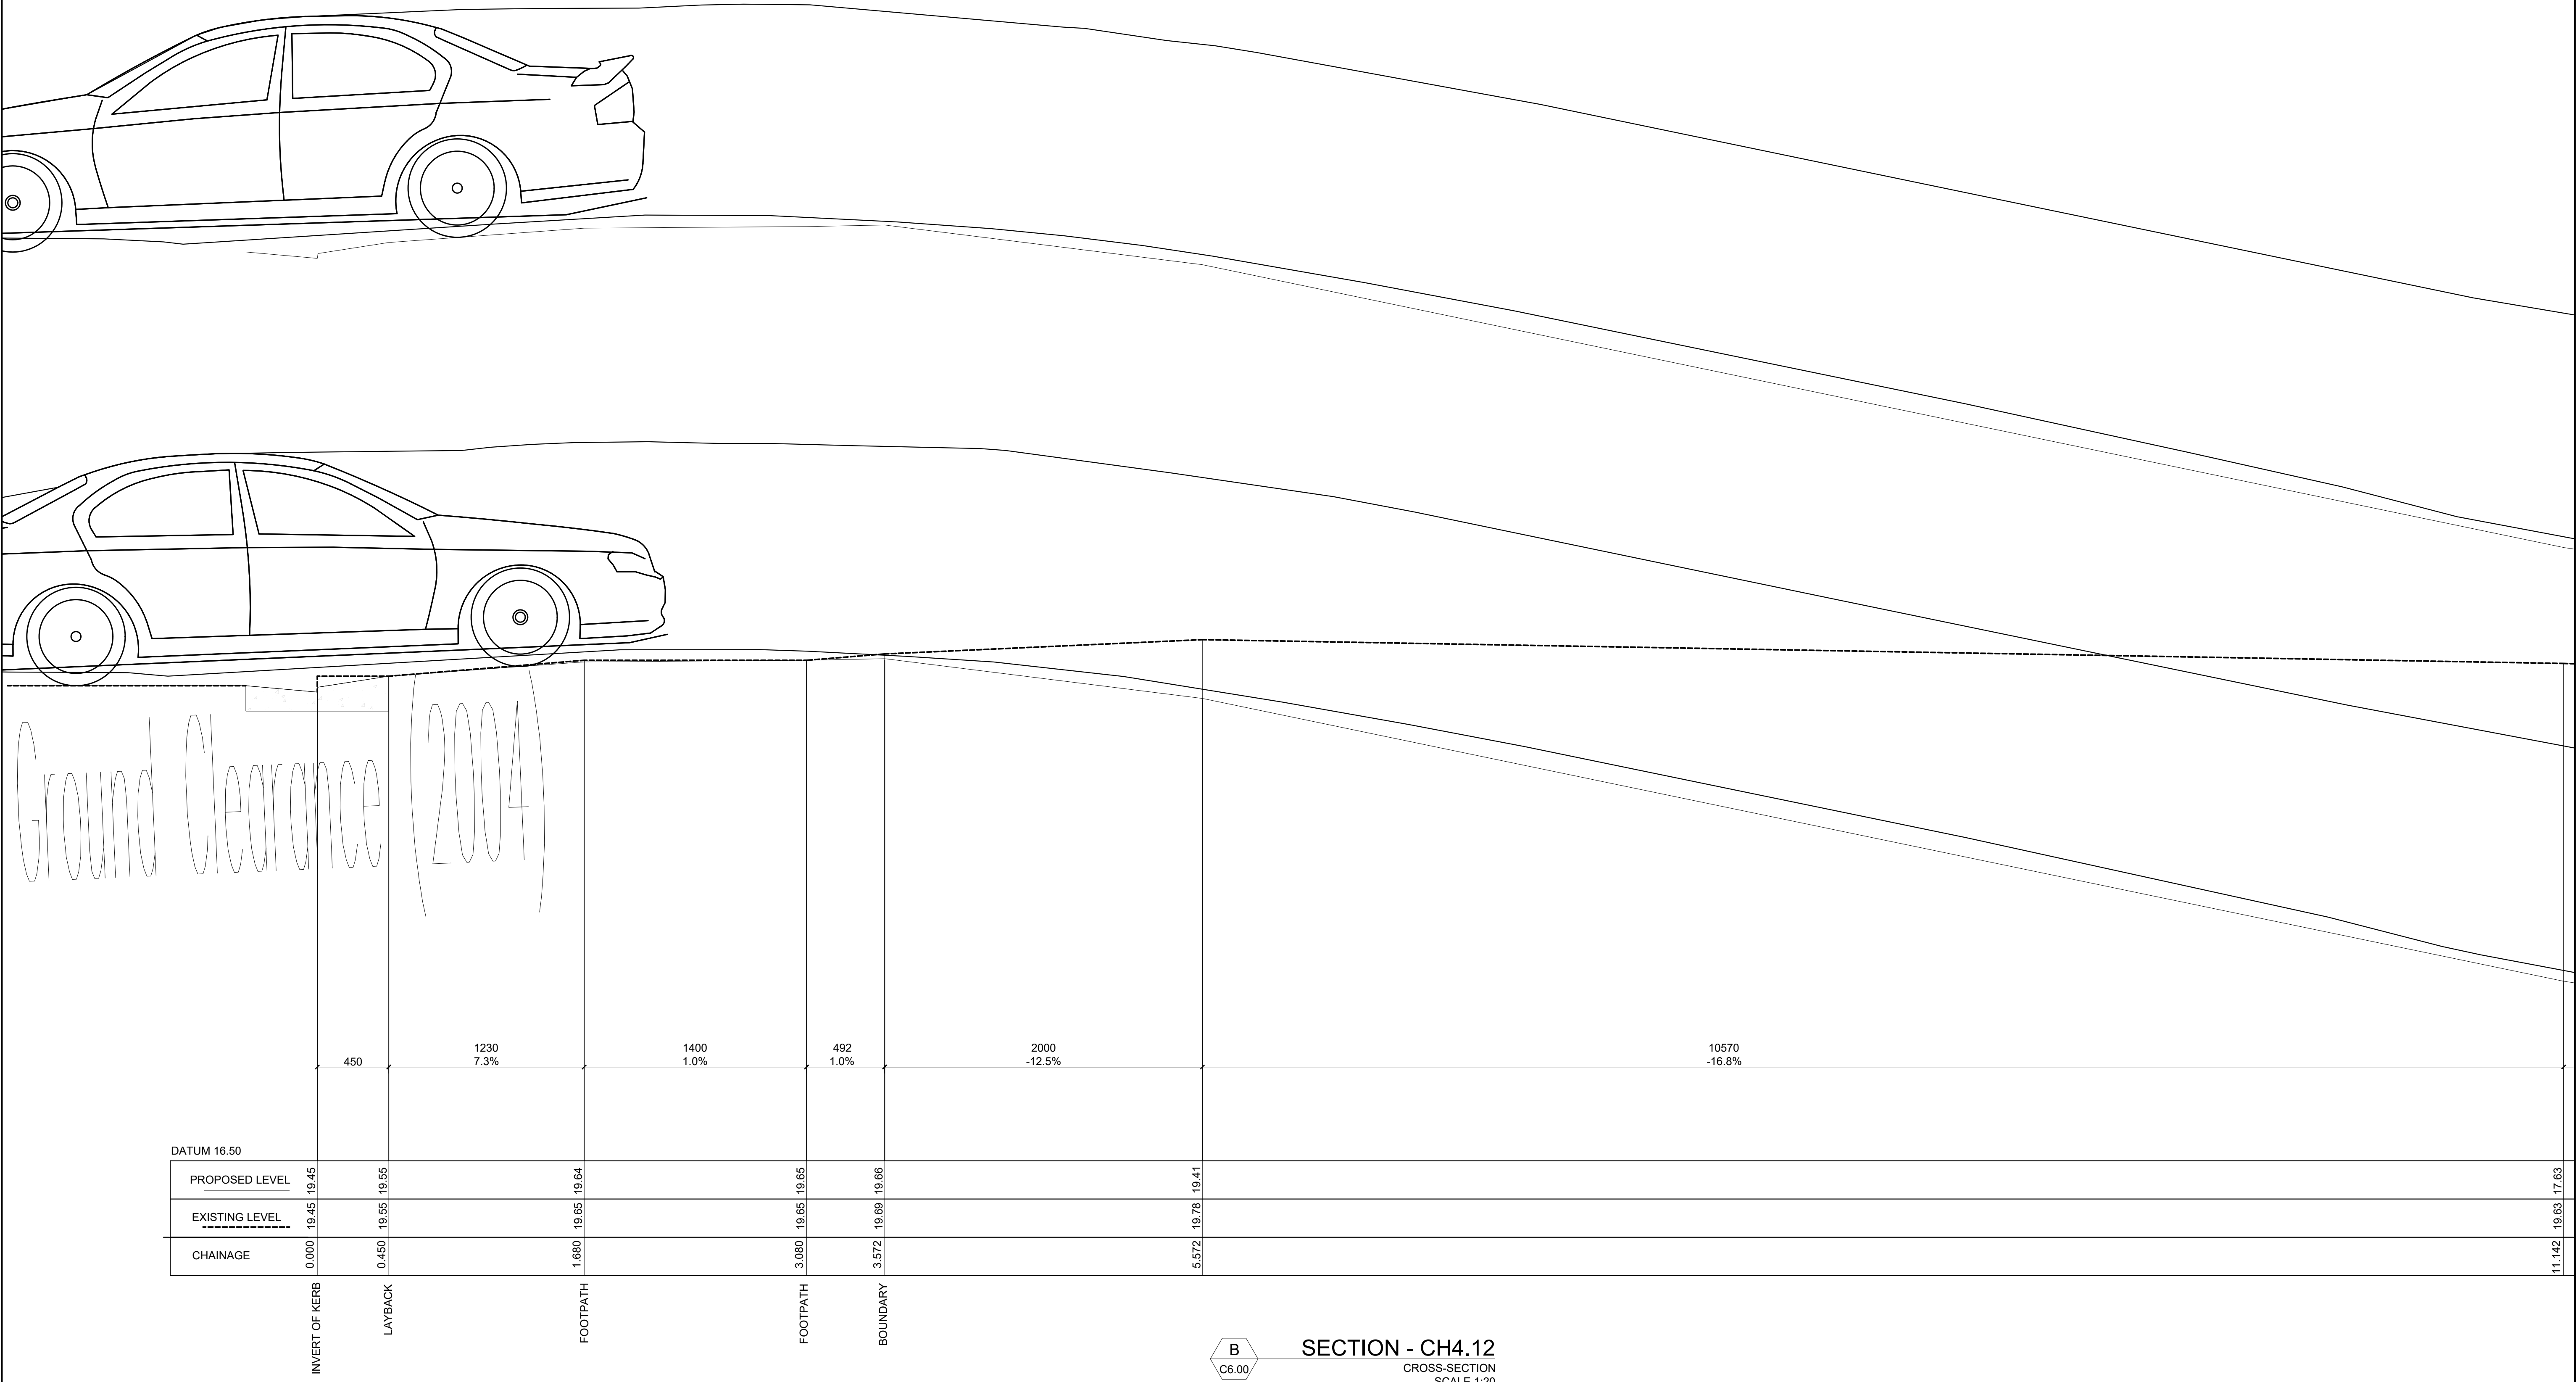 Ground Clearance (2004)
1230
1400
492
2000
10570
450
7.3%
1.0%
1.0%
-12.5%
-16.8%
DATUM 16.50
PROPOSED LEVEL 19.45 19.55 19.64 19.65 19.66 19.41 17.63
EXISTING LEVEL 19.45 19.55 19.65 19.65 19.69 19.78 19.63
CHAINAGE 0.000 0.450 1.680 3.080 3.572 5.572 11.142
INVERT OF KERB
LAYBACK
FOOTPATH
FOOTPATH
BOUNDARY
B
C6.00
SECTION - CH4.12
CROSS-SECTION
SCALE 1:20